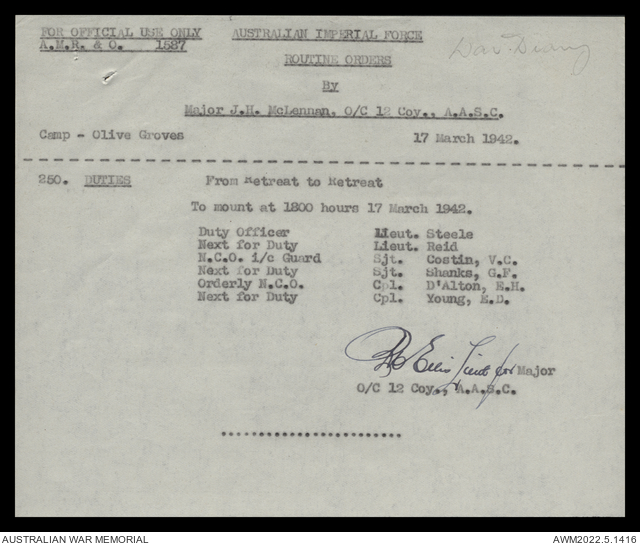 FOR OFFICIAL USE ONLY AUSTRALIAN IMPERIAL FORCE
A.M.R. & O. 1587
War Diary
ROUTINE ORDERS
By
Major J.H. McLennan, O/C 12 Coy., A.A.S.C.
Camp - Olive Groves 17 March 1942.
250. DUTIES From Retreat to Retreat
To mount at 1800 hours 17 March 1942.
Duty Officer Lieut. Steele
Next for Duty Lieut. Reid
N.C.O. i/c Guard Sjt. Costin, V.C.
Next for Duty Sjt. Shanks, G.F.
Orderly N.C.O. Cpl. D'Alton, E.H.
Next for Duty Cpl. Young, E.D.
Ellis Lieut for Major
O/C 12 Coy., A.A.S.C.
AUSTRALIAN WAR MEMORIAL AWM2022.5.1416